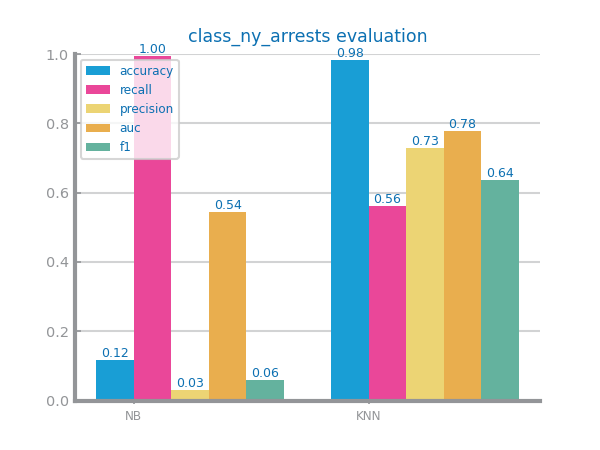 class_ny_arrests evaluation
1.0
0.8
0.6
0.4
0.2
0.0
accuracy
recall
precision
auc
f1
0.12
1.00
0.03
0.54
0.06
0.98
0.56
0.73
0.78
0.64
NB
KNN